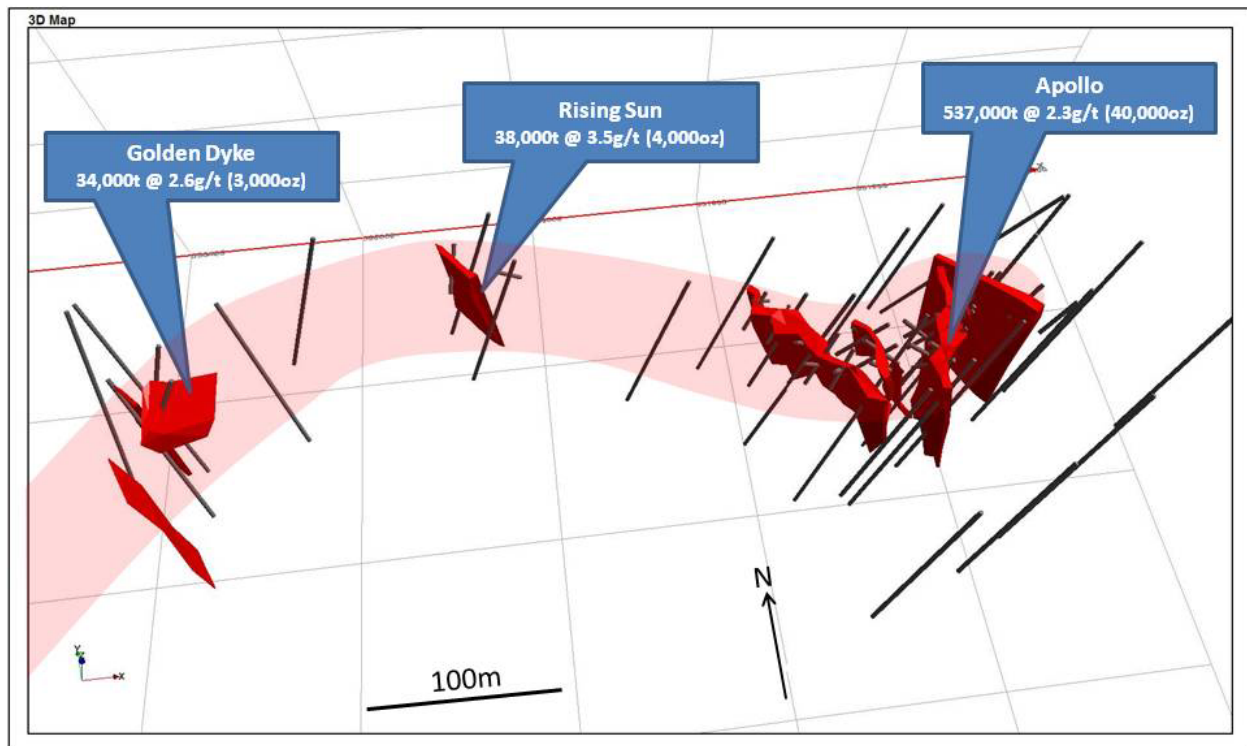 3D Map
Golden Dyke
34,000t @ 2.6g/t (3,000oz)
Rising Sun
38,000t @ 3.5g/t (4,000oz)
Apollo
537,000t @ 2.3g/t (40,000oz)
N
100m
Y
Z
X